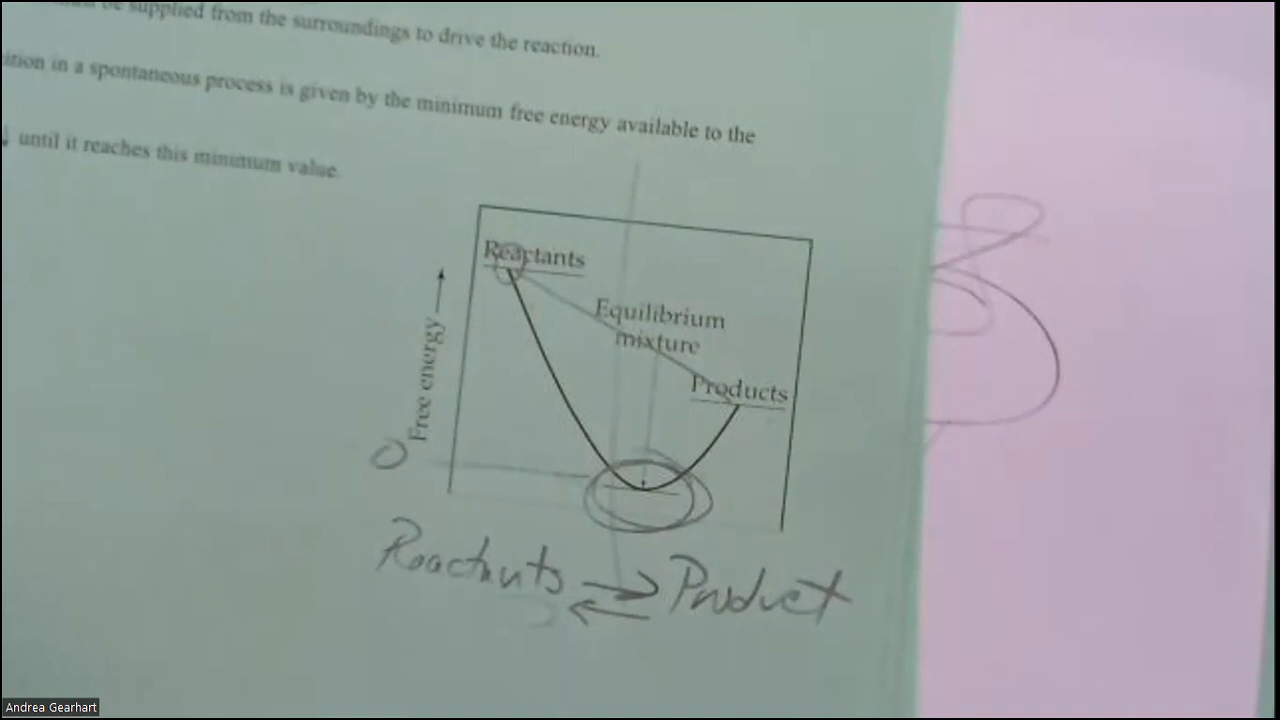 be supplied from the surroundings to drive the reaction.
in a spontaneous process is given by the minimum free energy available to the
until it reaches this minimum value.
Reactants
Equilibrium
mixture
Products
Free energy
0
Reactants ⇌ Product
Andrea Gearhart